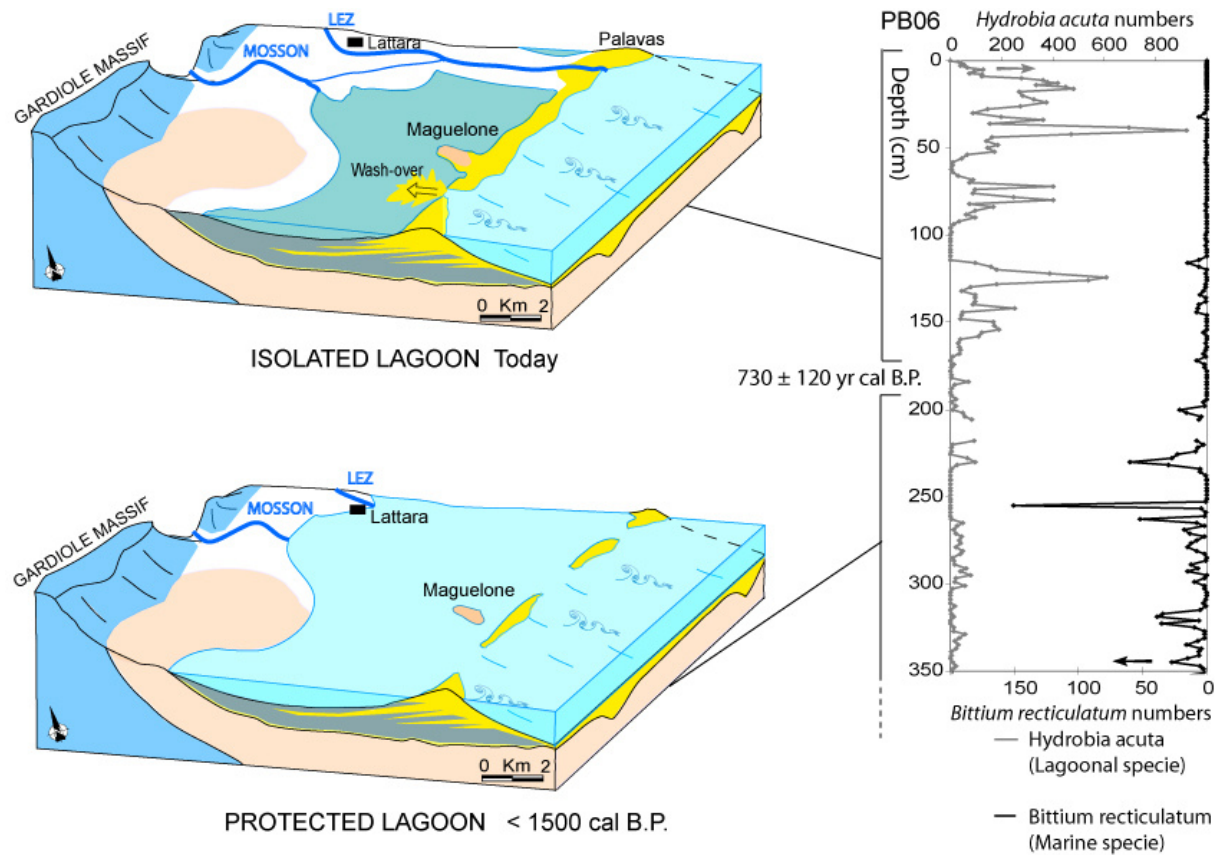 LEZ
Lattara
Palavas
MOSSON
GARDIOLE MASSIF
Maguelone
Wash-over
0 Km 2
ISOLATED LAGOON Today
LEZ
Lattara
MOSSON
GARDIOLE MASSIF
Maguelone
0 Km 2
PROTECTED LAGOON < 1500 cal B.P.
PB06
Hydrobia acuta numbers
0 200 400 600 800
Depth (cm)
0
50
100
150
200
250
300
350
730 ± 120 yr cal B.P.
150 100 50 0
Bittium recticulatum numbers
Hydrobia acuta
(Lagoonal specie)
Bittium recticulatum
(Marine specie)